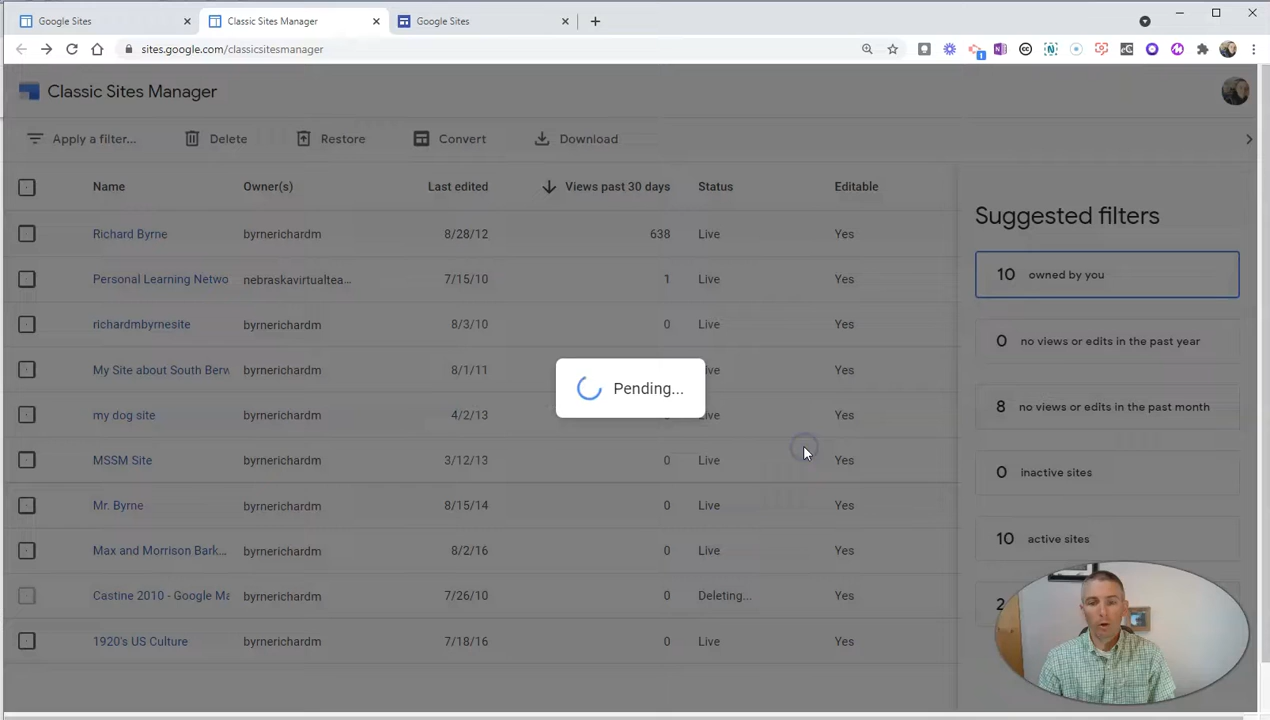 Google Sites
Classic Sites Manager
Google Sites
sites.google.com/classicsitesmanager
Classic Sites Manager
Apply a filter...
Delete
Restore
Convert
Download
Name Owner(s) Last edited Views past 30 days Status Editable
Richard Byrne byrnerichardm 8/28/12 638 Live Yes
Personal Learning Netwo nebraskavirtualtea... 7/15/10 1 Live Yes
richardmbyrnesite byrnerichardm 8/3/10 0 Live Yes
My Site about South Berw byrnerichardm 8/1/11 Live Yes
my dog site byrnerichardm 4/2/13 Live Yes
MSSM Site byrnerichardm 3/12/13 0 Live Yes
Mr. Byrne byrnerichardm 8/15/14 0 Live Yes
Max and Morrison Bark... byrnerichardm 8/2/16 0 Live Yes
Castine 2010 - Google Ma byrnerichardm 7/26/10 0 Deleting... Yes
1920's US Culture byrnerichardm 7/18/16 0 Live Yes
Pending...
Suggested filters
10 owned by you
0 no views or edits in the past year
8 no views or edits in the past month
0 inactive sites
10 active sites
2